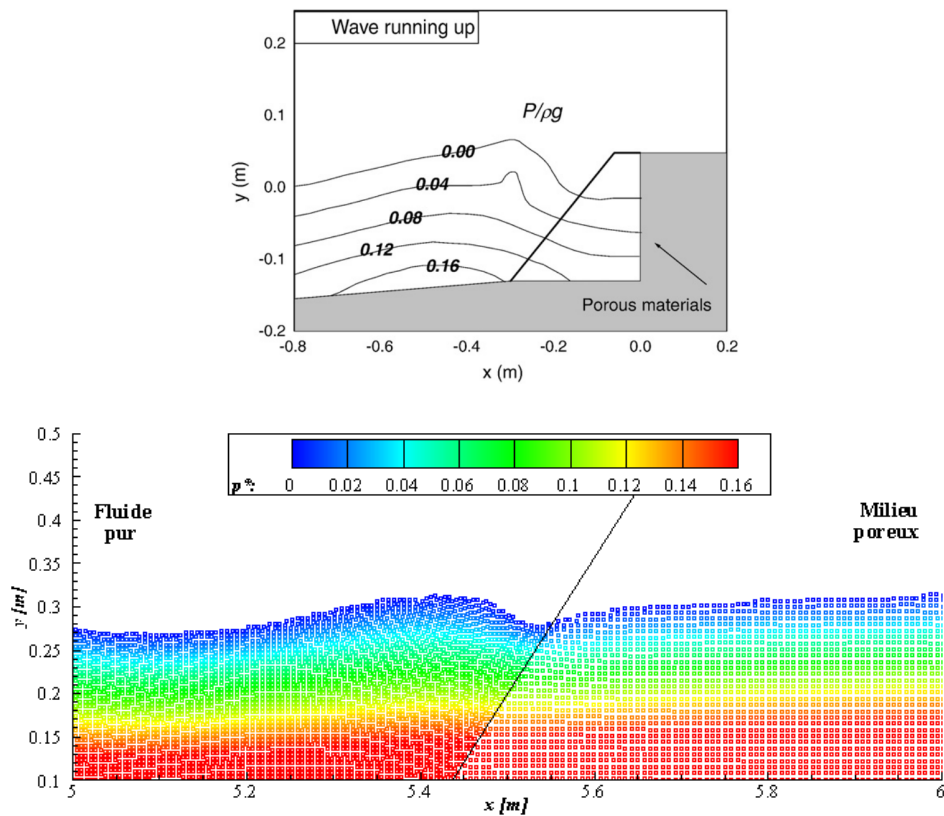 Wave running up
0.2
0.1
0.0
-0.1
-0.2
y (m)
P/ρg
0.00
0.04
0.08
0.12
0.16
Porous materials
-0.8
-0.6
-0.4
-0.2
0.0
0.2
x (m)
0.5
0.45
0.4
0.35
0.3
0.25
0.2
0.15
0.1
y [m]
p*: 0 0.02 0.04 0.06 0.08 0.1 0.12 0.14 0.16
Fluide
pur
Milieu
poreux
5 5.2 5.4 5.6 5.8 6
x [m]